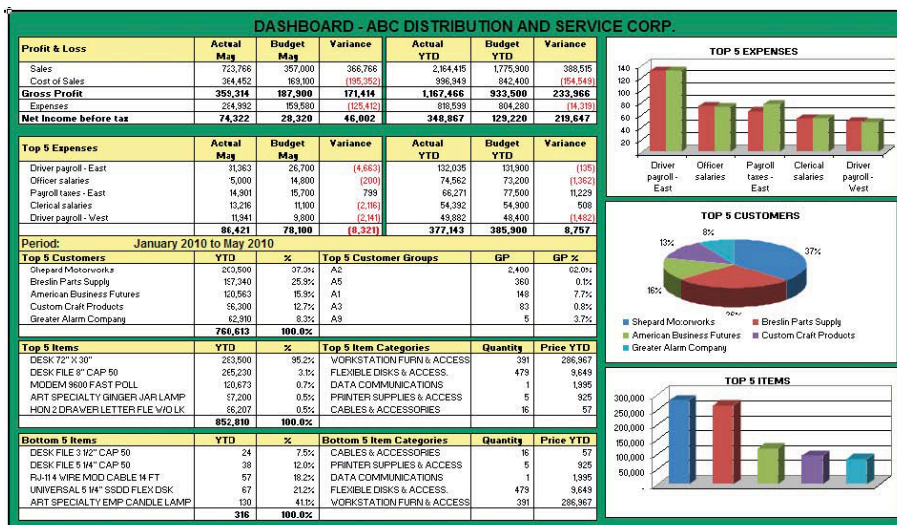 DASHBOARD - ABC DISTRIBUTION AND SERVICE CORP.
Profit & Loss Actual May Budget May Variance Actual YTD Budget YTD Variance
Sales 723,766 357,000 366,766 2,164,415 1,775,900 388,515
Cost of Sales 364,452 169,100 (195,352) 996,949 842,400 (154,549)
Gross Profit 359,314 187,900 171,414 1,167,466 933,500 233,966
Expenses 284,992 159,580 (125,412) 818,599 804,280 (14,319)
Net Income before tax 74,322 28,320 46,002 348,867 129,220 219,647
Top 5 Expenses Actual May Budget May Variance Actual YTD Budget YTD Variance
Driver payroll - East 31,363 26,700 (4,663) 132,035 131,900 (135)
Officer salaries 15,000 14,800 (200) 74,562 73,200 (1,362)
Payroll taxes - East 14,901 15,700 799 66,271 77,500 11,229
Clerical salaries 13,216 11,100 (2,116) 54,392 54,900 508
Driver payroll - West 11,941 9,800 (2,141) 49,882 48,400 (1,482)
86,421 78,100 (8,321) 377,143 385,900 8,757
Period: January 2010 to May 2010
Top 5 Customers YTD % Top 5 Customer Groups GP GP %
Shepard Motorworks 283,500 37.3% A2 2,400 62.0%
Breslin Parts Supply 197,340 25.9% A5 360 0.1%
American Business Futures 120,563 15.9% A1 148 7.7%
Custom Craft Products 96,300 12.7% A3 83 0.8%
Greater Alarm Company 62,910 8.3% A9 5 3.7%
760,613 100.0%
Top 5 Items YTD % Top 5 Item Categories Quantity Price YTD
DESK 72" X 30" 283,500 95.2% WORKSTATION FURN & ACCESS 391 286,967
DESK FILE 8" CAP 50 265,230 3.1% FLEXIBLE DISKS & ACCESS. 479 9,649
MODEM 9600 FAST POLL 120,673 0.7% DATA COMMUNICATIONS 1 1,995
ART SPECIALTY GINGER JAR LAMP 97,200 0.5% PRINTER SUPPLIES & ACCESS 5 925
HON 2 DRAWER LETTER FLE W/O LK 86,207 0.5% CABLES & ACCESSORIES 16 57
852,810 100.0%
Bottom 5 Items YTD % Bottom 5 Item Categories Quantity Price YTD
DESK FILE 3 1/2" CAP 50 24 7.5% CABLES & ACCESSORIES 16 57
DESK FILE 5 1/4" CAP 50 38 12.0% PRINTER SUPPLIES & ACCESS 5 925
RJ-114 WIRE MOD CABLE 14 FT 57 18.2% DATA COMMUNICATIONS 1 1,995
UNIVERSAL 5 1/4" SSDD FLEX DSK 67 21.2% FLEXIBLE DISKS & ACCESS. 479 9,649
ART SPECIALTY EMP CANDLE LAMP 130 41.1% WORKSTATION FURN & ACCESS 391 286,967
316 100.0%
TOP 5 EXPENSES
140
120
100
80
60
40
20
-
Driver payroll - East
Officer salaries
Payroll taxes - East
Clerical salaries
Driver payroll - West
TOP 5 CUSTOMERS
8%
13%
37%
16%
Shepard Motorworks Breslin Parts Supply
American Business Futures Custom Craft Products
Greater Alarm Company
TOP 5 ITEMS
300,000
250,000
200,000
150,000
100,000
50,000
-